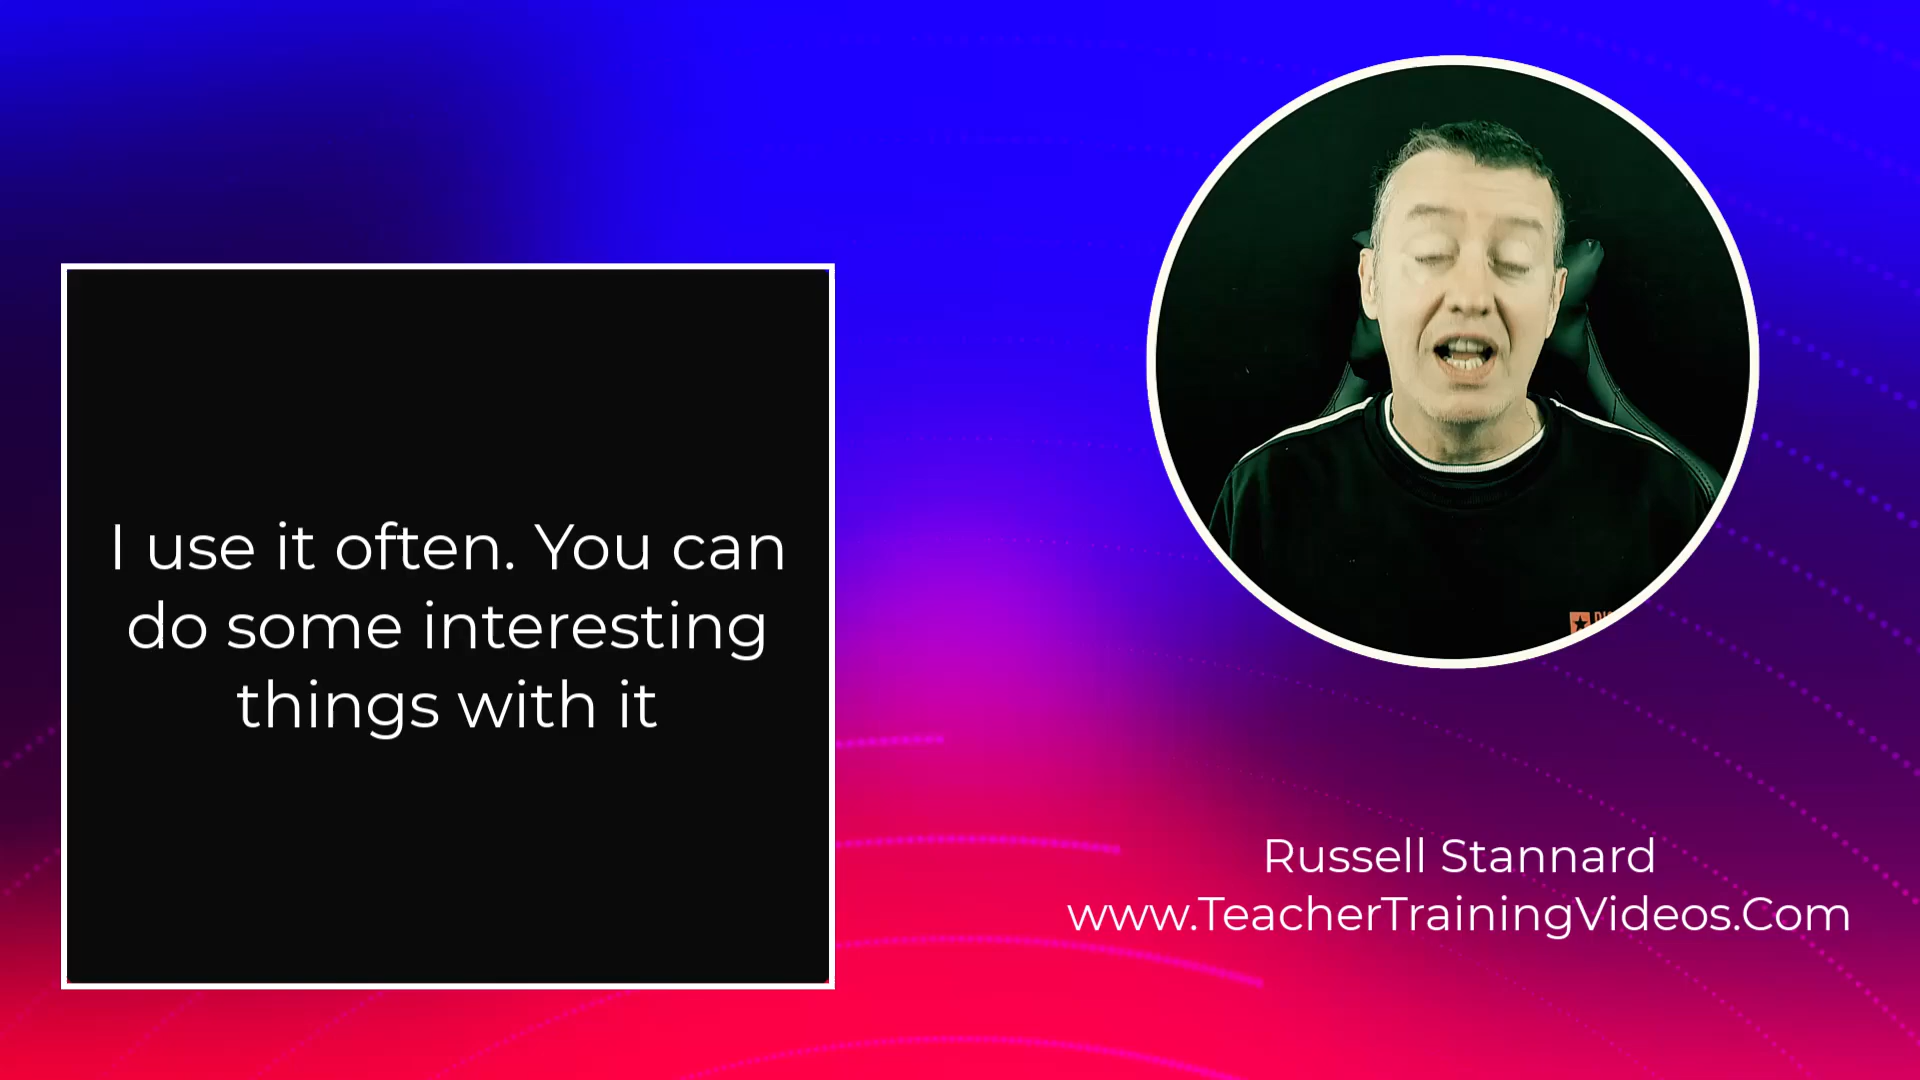 I use it often. You can
do some interesting
things with it
Russell Stannard
www.TeacherTrainingVideos.Com